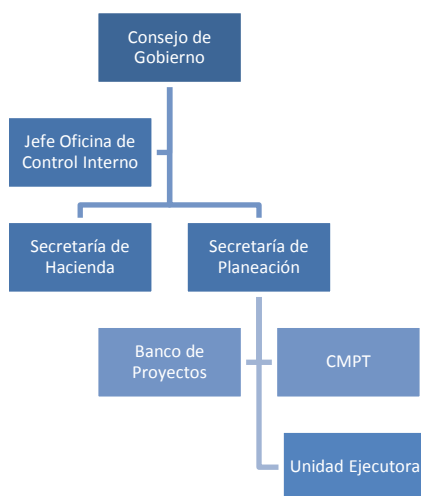 Consejo de
Gobierno
Jefe Oficina de
Control Interno
Secretaría de
Hacienda
Secretaría de
Planeación
Banco de
Proyectos
CMPT
Unidad Ejecutora